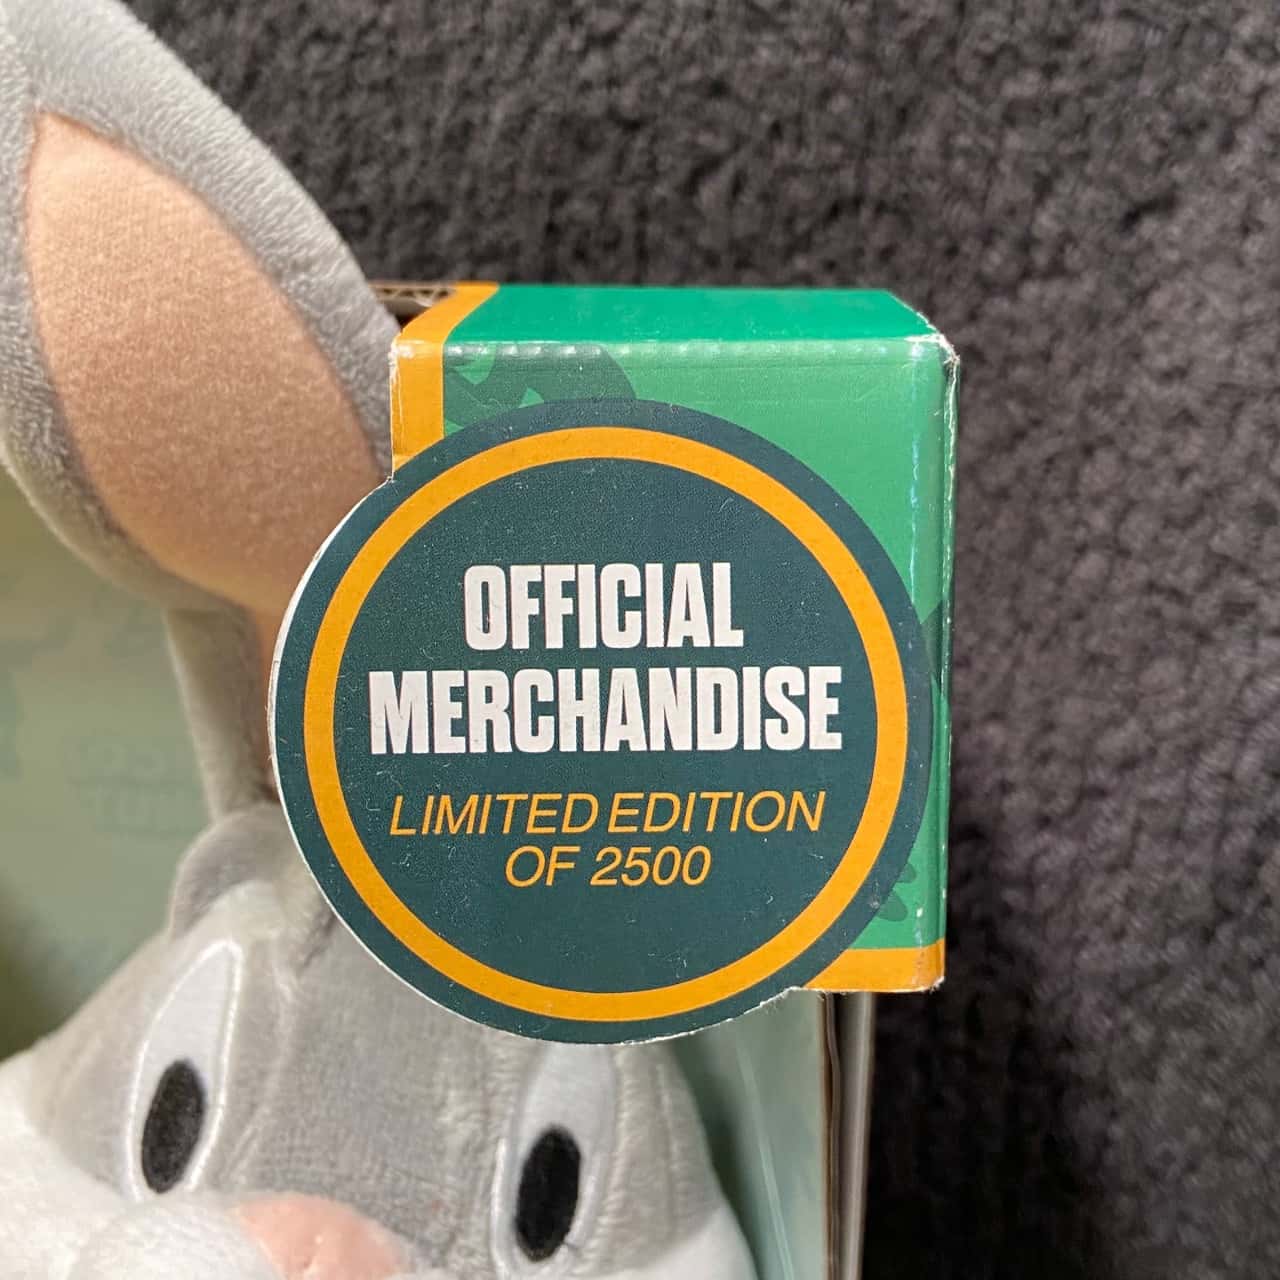 OFFICIAL
MERCHANDISE
LIMITED EDITION
OF 2500